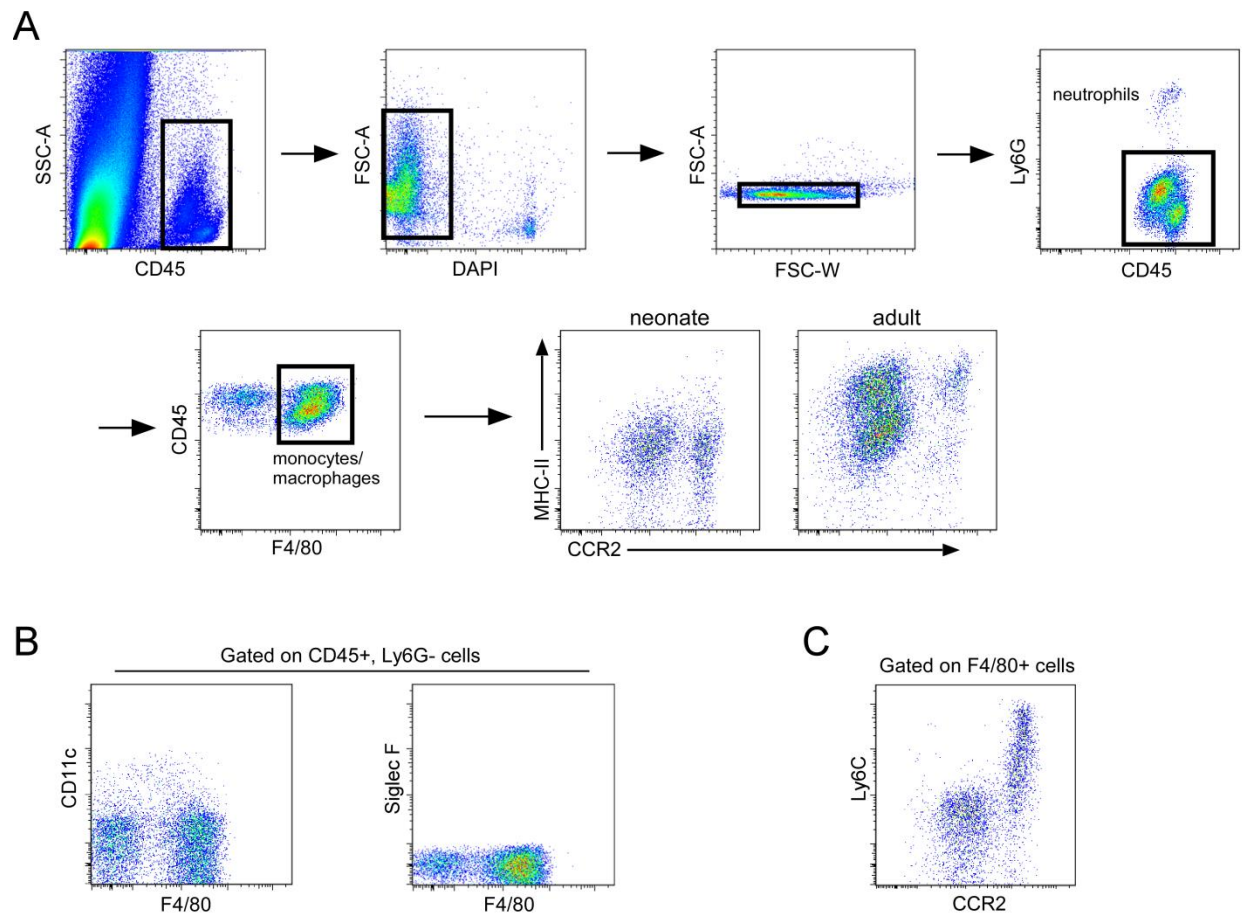 A
SSC-A
CD45
FSC-A
DAPI
FSC-A
FSC-W
neutrophils
Ly6G
CD45
CD45
monocytes/
macrophages
F4/80
neonate
adult
MHC-II
CCR2
B
Gated on CD45+, Ly6G- cells
CD11c
F4/80
Siglec F
F4/80
C
Gated on F4/80+ cells
Ly6C
CCR2